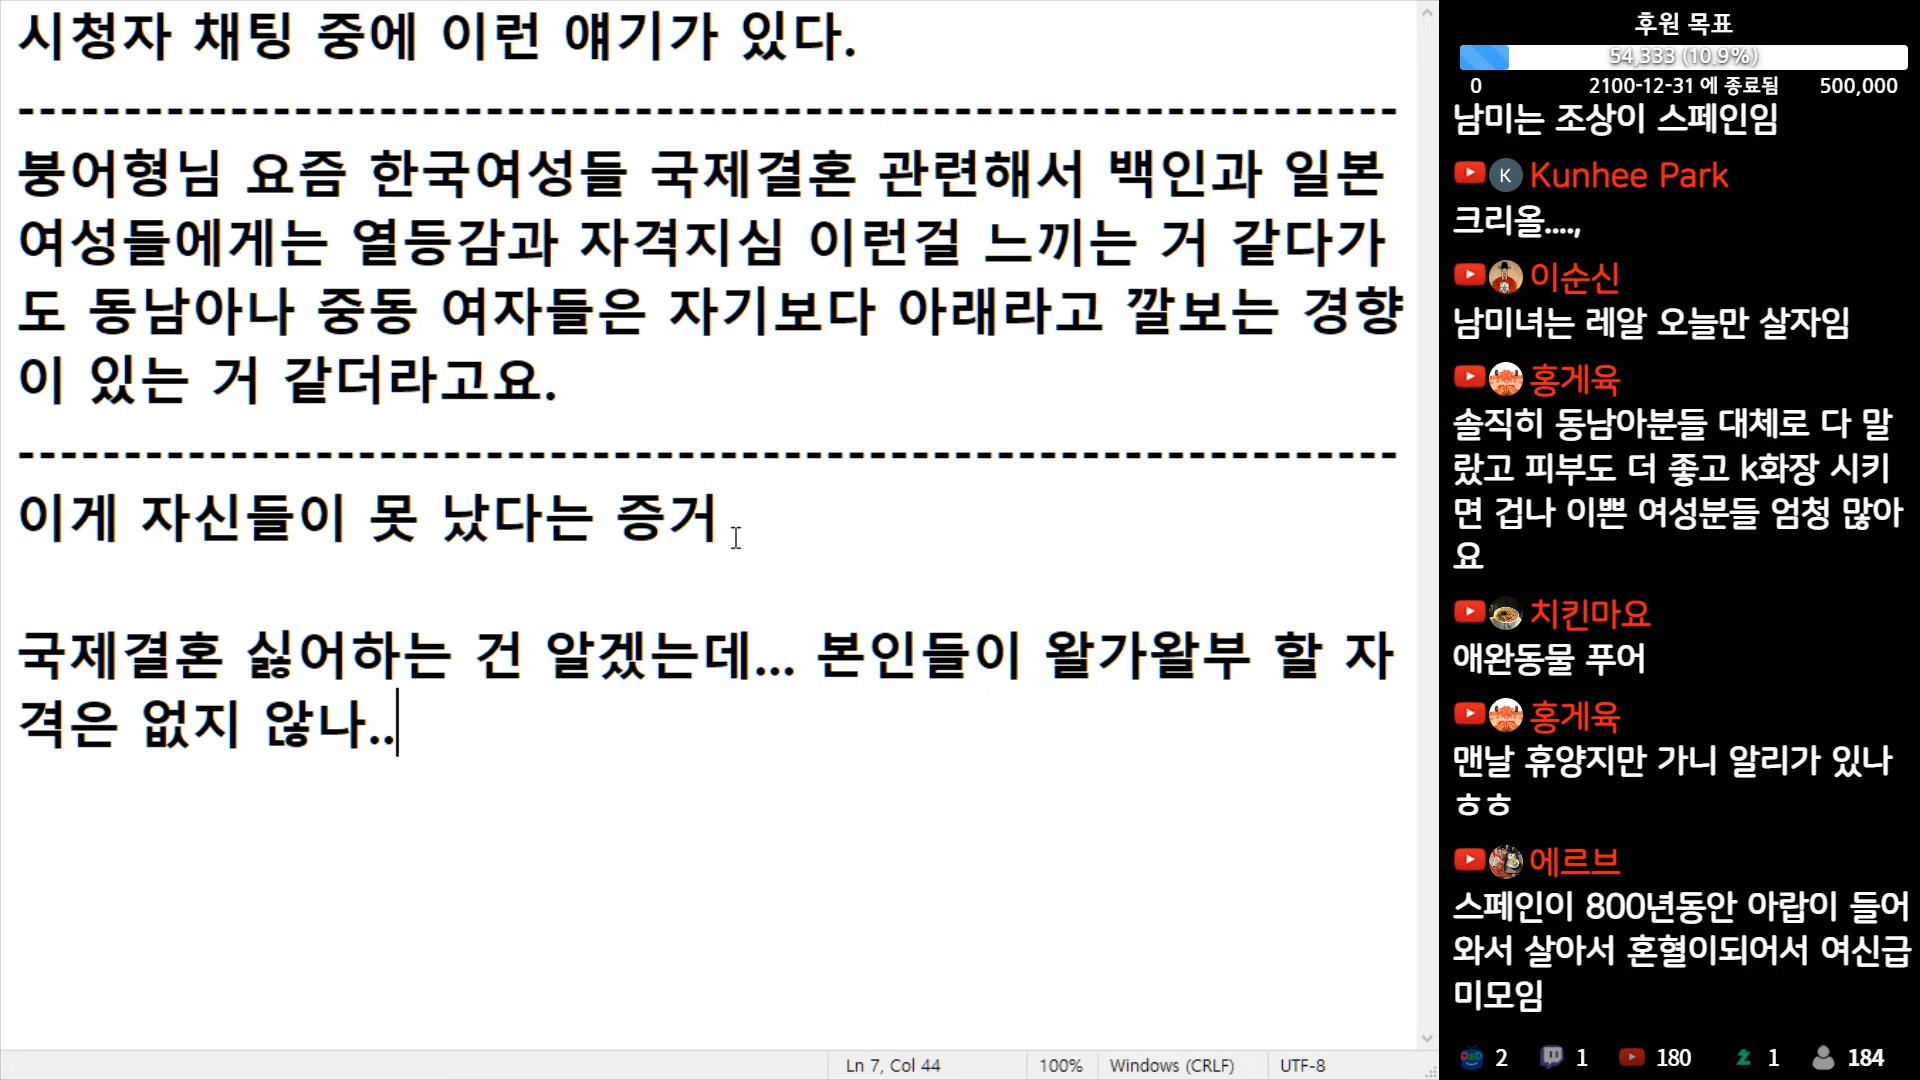 시청자 채팅 중에 이런 얘기가 있다.
--------------------------------------------------------------
붕어형님 요즘 한국여성들 국제결혼 관련해서 백인과 일본
여성들에게는 열등감과 자격지심 이런걸 느끼는 거 같다가
도 동남아나 중동 여자들은 자기보다 아래라고 깔보는 경향
이 있는 거 같더라고요.
--------------------------------------------------------------
이게 자신들이 못 났다는 증거
국제결혼 싫어하는 건 알겠는데... 본인들이 왈가왈부 할 자
격은 없지 않나..
Ln 7, Col 44
100%
Windows (CRLF)
UTF-8
후원 목표
54,333 (10.9%)
0
2100-12-31 에 종료됨
500,000
남미는 조상이 스페인임
K Kunhee Park
크리올....,
이순신
남미녀는 레알 오늘만 살자임
홍게육
솔직히 동남아분들 대체로 다 말
랐고 피부도 더 좋고 k화장 시키
면 겁나 이쁜 여성분들 엄청 많아
요
치킨마요
애완동물 푸어
홍게육
맨날 휴양지만 가니 알리가 있나
ㅎㅎ
에르브
스페인이 800년동안 아랍이 들어
와서 살아서 혼혈이되어서 여신급
미모임
2
1
180
1
184